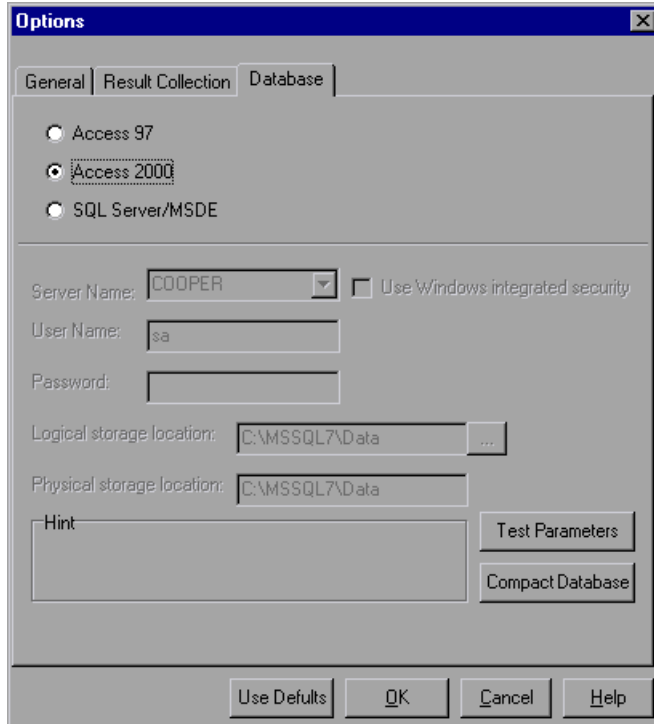 Options
General Result Collection Database
Access 97
Access 2000
SQL Server/MSDE
Server Name: COOPER Use Windows integrated security
User Name: sa
Password:
Logical storage location: C:\MSSQL7\Data ...
Physical storage location: C:\MSSQL7\Data
Hint
Test Parameters
Compact Database
Use Defults OK Cancel Help